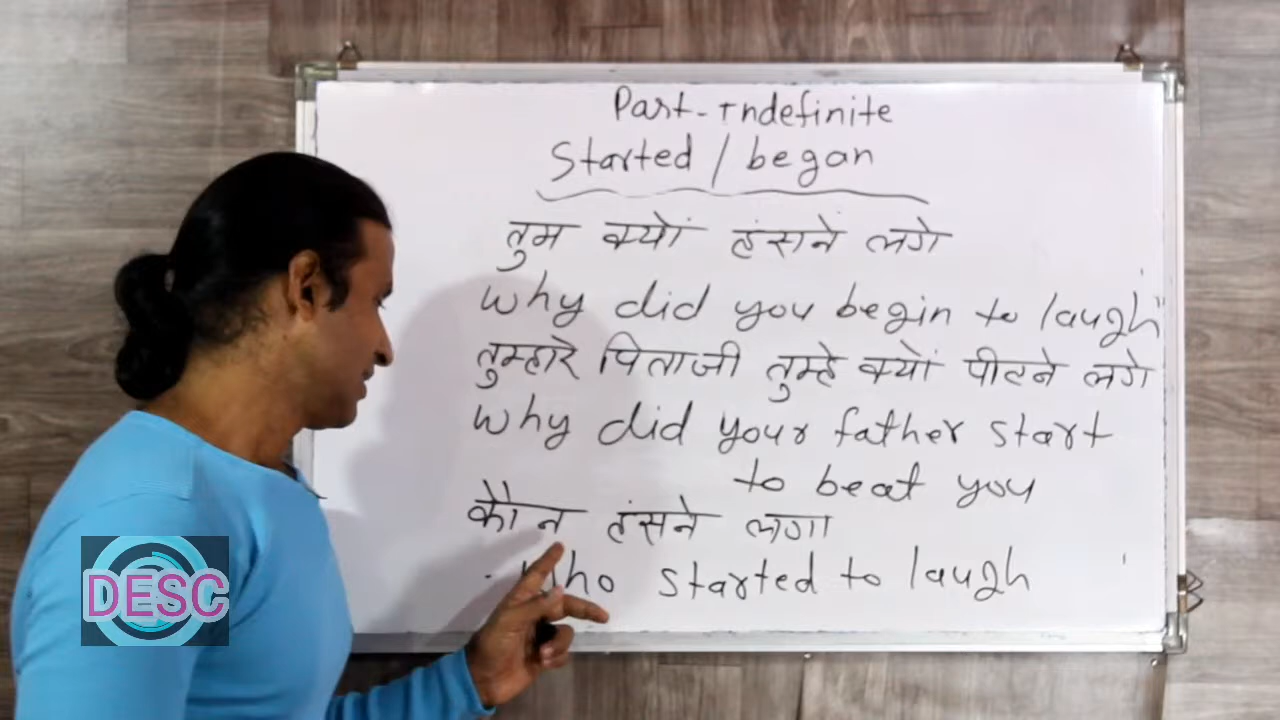 Past-Indefinite
Started / began
तुम क्यों हंसने लगे
Why did you begin to laugh"
तुम्हारे पिताजी तुम्हे क्यों पीटने लगे
Why did your father start
to beat you
कौन हंसने लगा
Who started to laugh
DESC